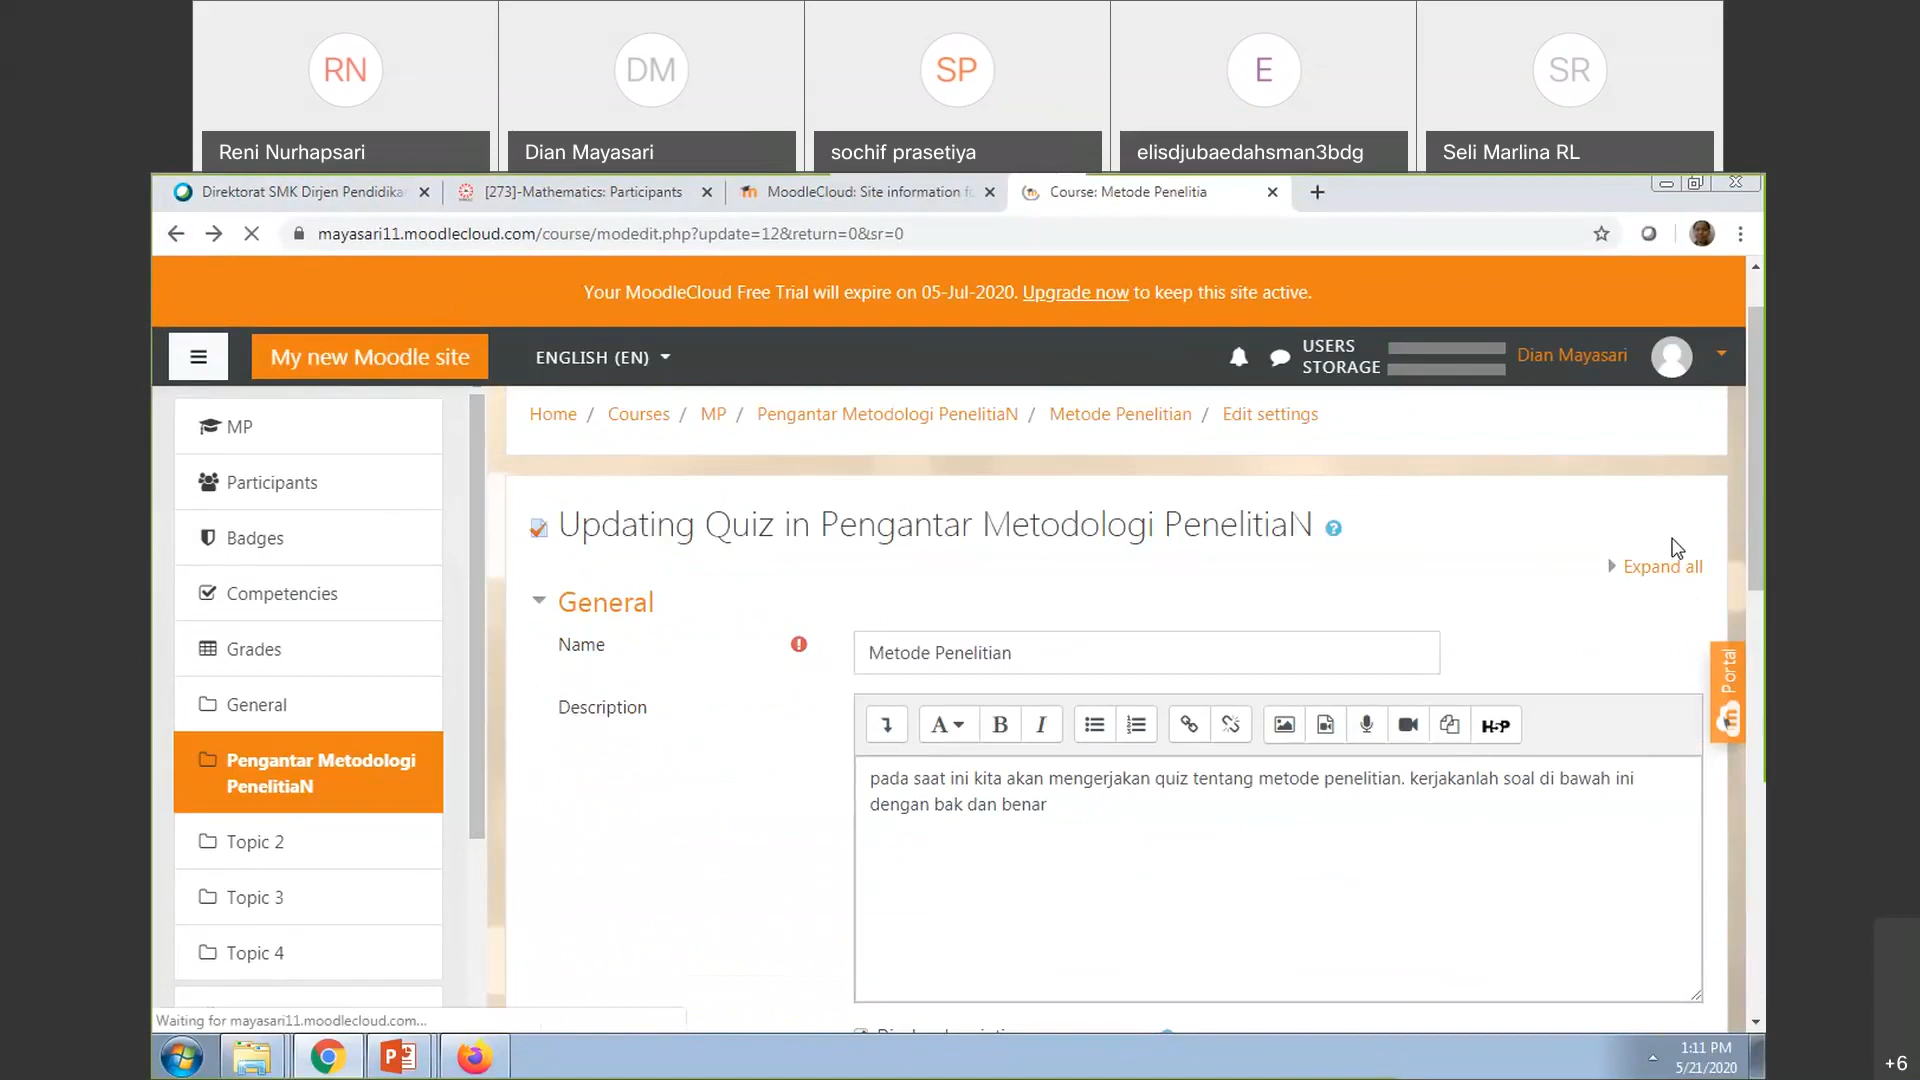 RN
DM
SP
E
SR
Reni Nurhapsari
Dian Mayasari
sochif prasetiya
elisdjubaedahsman3bdg
Seli Marlina RL
Direktorat SMK Dirjen Pendidika
[273]-Mathematics: Participants
MoodleCloud: Site information fo
Course: Metode Penelitia
mayasari11.moodlecloud.com/course/modedit.php?update=12&return=0&sr=0
Your MoodleCloud Free Trial will expire on 05-Jul-2020. Upgrade now to keep this site active.
My new Moodle site
ENGLISH (EN)
USERS
STORAGE
Dian Mayasari
MP
Participants
Badges
Competencies
Grades
General
Pengantar Metodologi
PenelitiaN
Topic 2
Topic 3
Topic 4
Home / Courses / MP / Pengantar Metodologi PenelitiaN / Metode Penelitian / Edit settings
Updating Quiz in Pengantar Metodologi PenelitiaN
Expand all
General
Name
Metode Penelitian
Description
A B I
H5P
pada saat ini kita akan mengerjakan quiz tentang metode penelitian. kerjakanlah soal di bawah ini
dengan bak dan benar
Portal
Waiting for mayasari11.moodlecloud.com...
1:11 PM
5/21/2020
+6